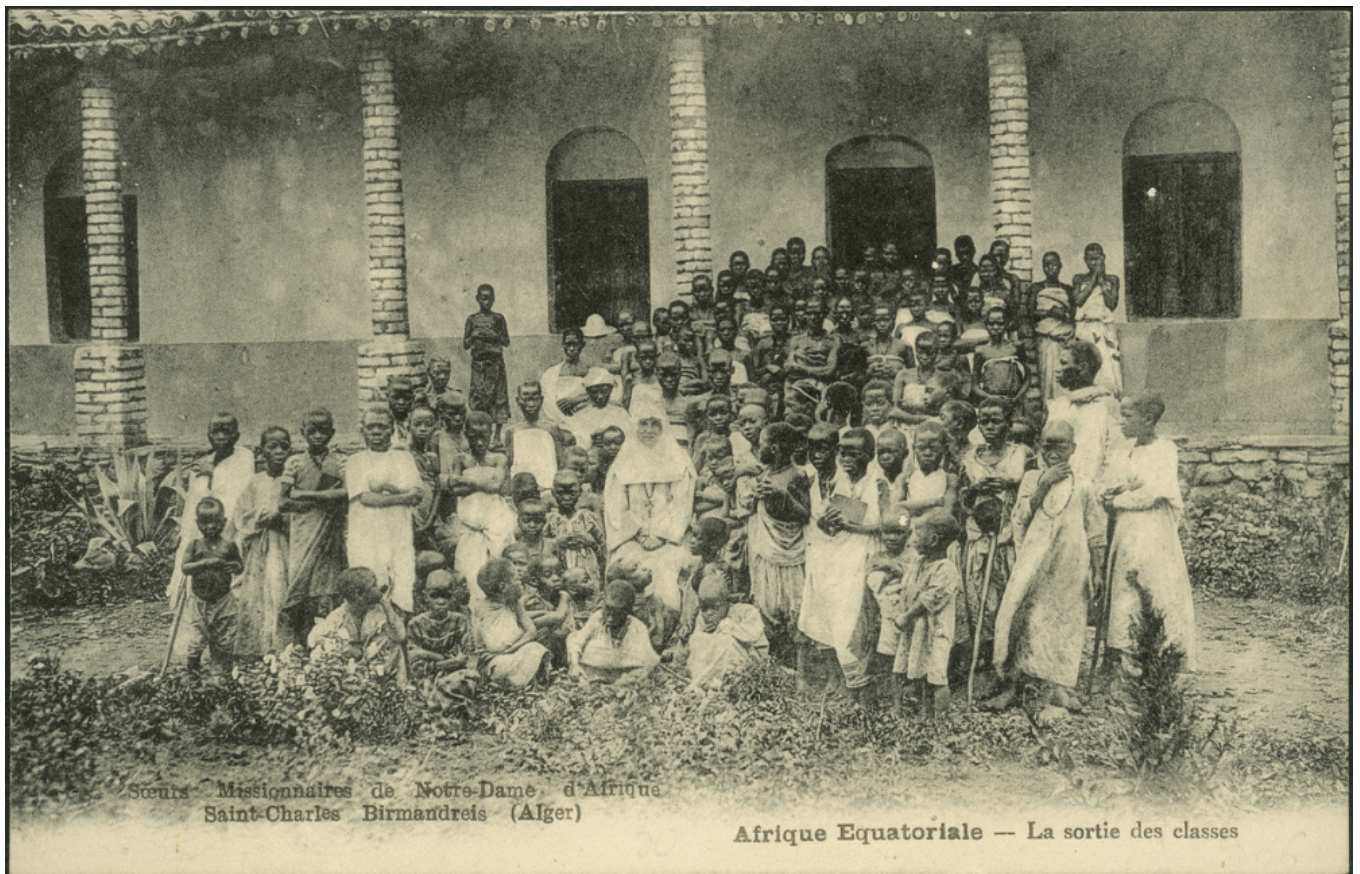 Sœurs Missionnaires de Notre-Dame d'Afrique
Saint-Charles Birmandreis (Alger)
Afrique Equatoriale — La sortie des classes